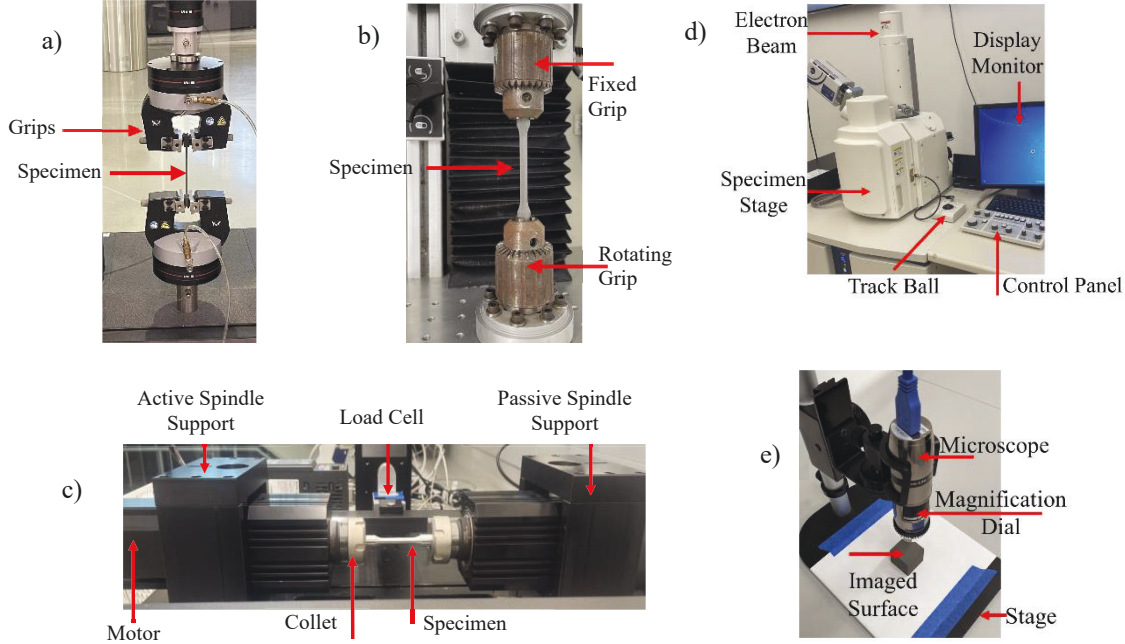 a)
Grips
Specimen
b)
Fixed
Grip
Specimen
Rotating
Grip
d)
Electron
Beam
Display
Monitor
Specimen
Stage
Track Ball
Control Panel
c)
Active Spindle
Support
Load Cell
Passive Spindle
Support
Motor
Collet
Specimen
e)
Microscope
Magnification
Dial
Imaged
Surface
Stage